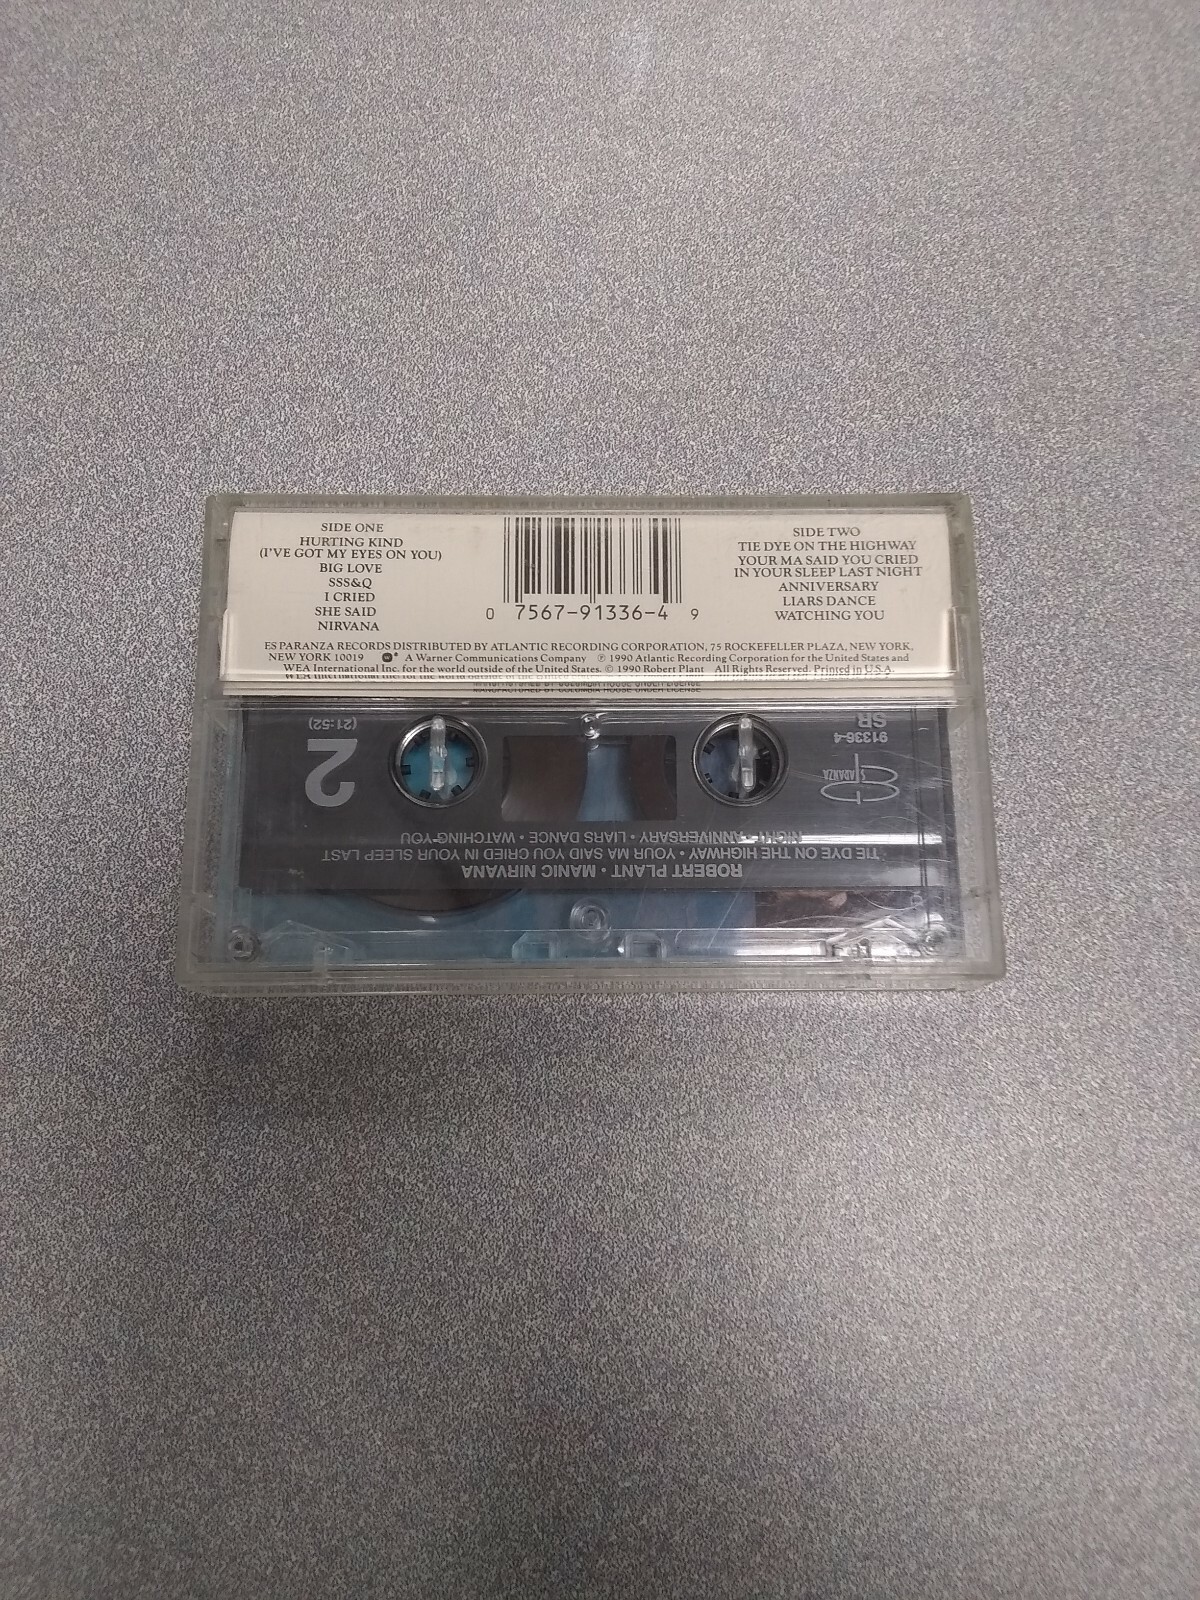 SIDE ONE
HURTING KIND
(I'VE GOT MY EYES ON YOU)
BIG LOVE
SSS&Q
I CRIED
SHE SAID
NIRVANA
0 7567-91336-4 9
SIDE TWO
TIE DYE ON THE HIGHWAY
YOUR MA SAID YOU CRIED
IN YOUR SLEEP LAST NIGHT
ANNIVERSARY
LIARS DANCE
WATCHING YOU
ES PARANZA RECORDS DISTRIBUTED BY ATLANTIC RECORDING CORPORATION, 75 ROCKEFELLER PLAZA, NEW YORK,
NEW YORK 10019 A Warner Communications Company ℗ 1990 Atlantic Recording Corporation for the United States and
WEA International Inc. for the world outside of the United States. © 1990 Robert Plant All Rights Reserved. Printed in U.S.A.
MANUFACTURED BY COLUMBIA HOUSE UNDER LICENSE
ROBERT PLANT • MANIC NIRVANA
TIE DYE ON THE HIGHWAY • YOUR MA SAID YOU CRIED IN YOUR SLEEP LAST
NIGHT • ANNIVERSARY • LIARS DANCE • WATCHING YOU
2
(21:52)
91336-4
SR